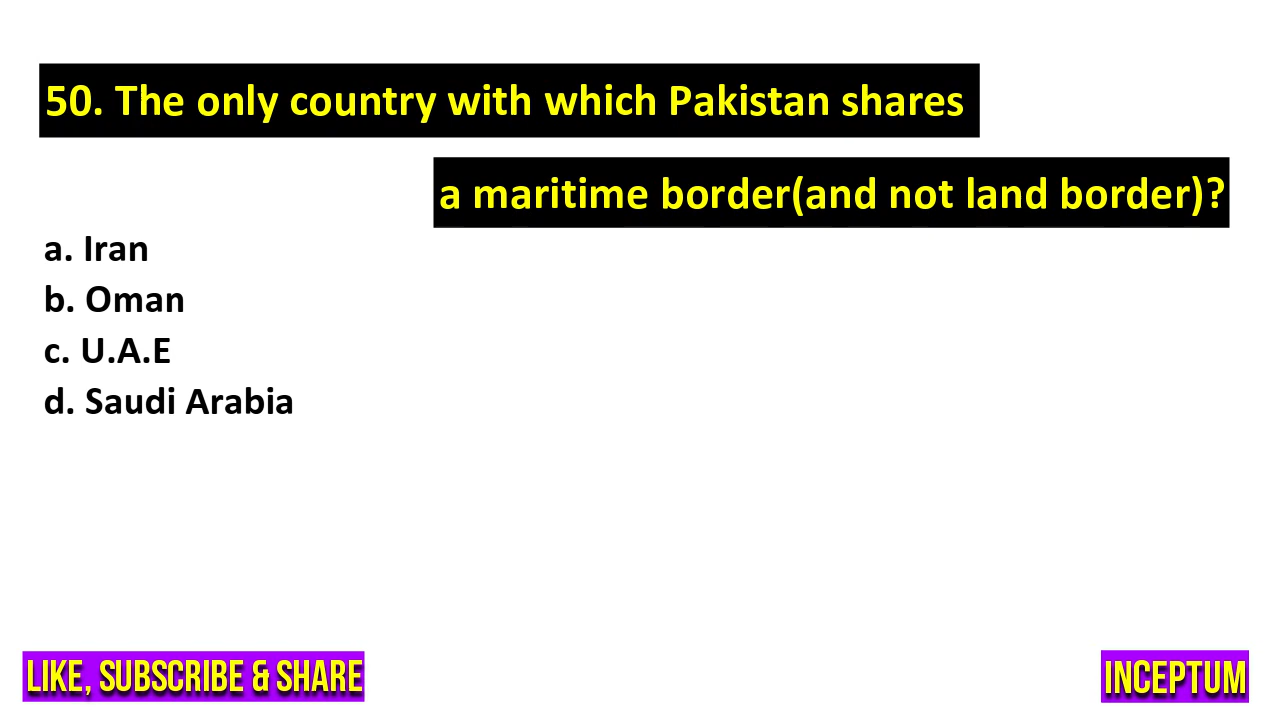 50. The only country with which Pakistan shares
a maritime border(and not land border)?
a. Iran
b. Oman
c. U.A.E
d. Saudi Arabia
LIKE, SUBSCRIBE & SHARE
INCEPTUM